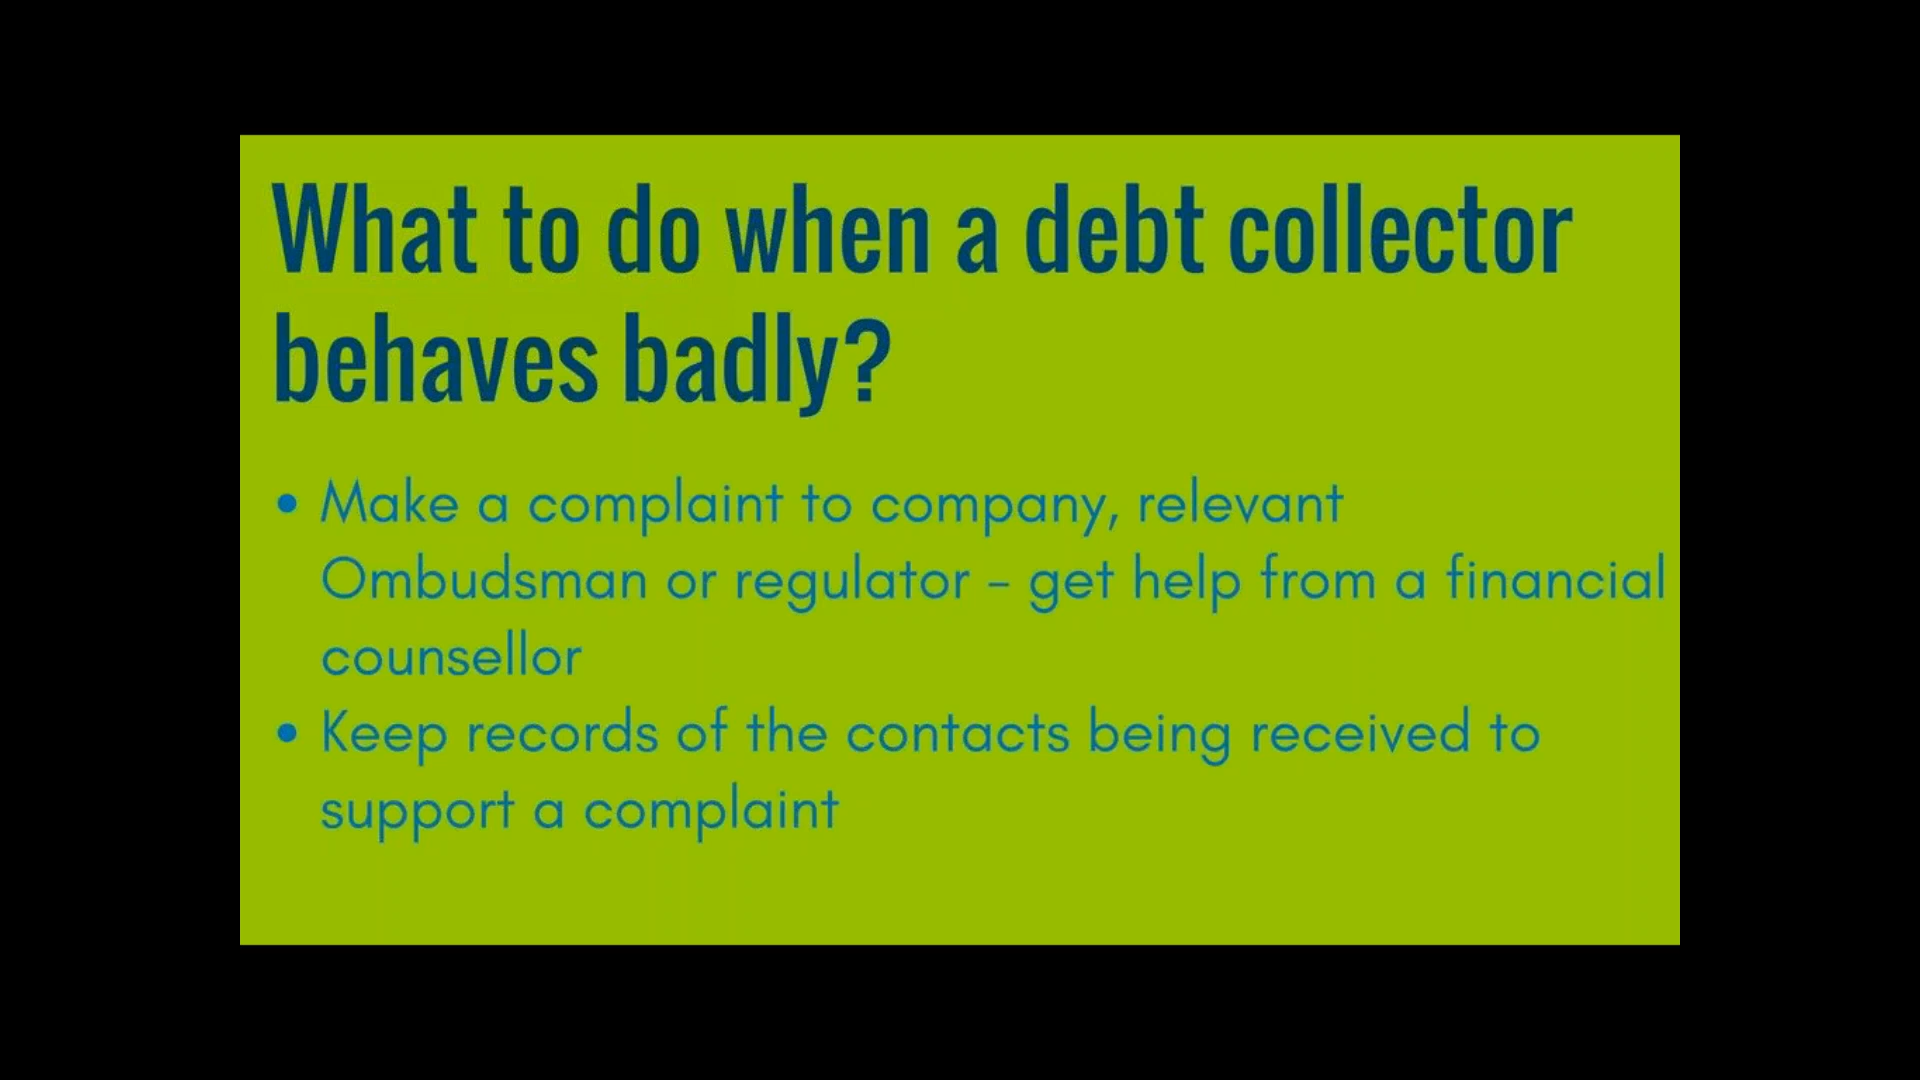 What to do when a debt collector
behaves badly?
• Make a complaint to company, relevant
Ombudsman or regulator – get help from a financial
counsellor
• Keep records of the contacts being received to
support a complaint